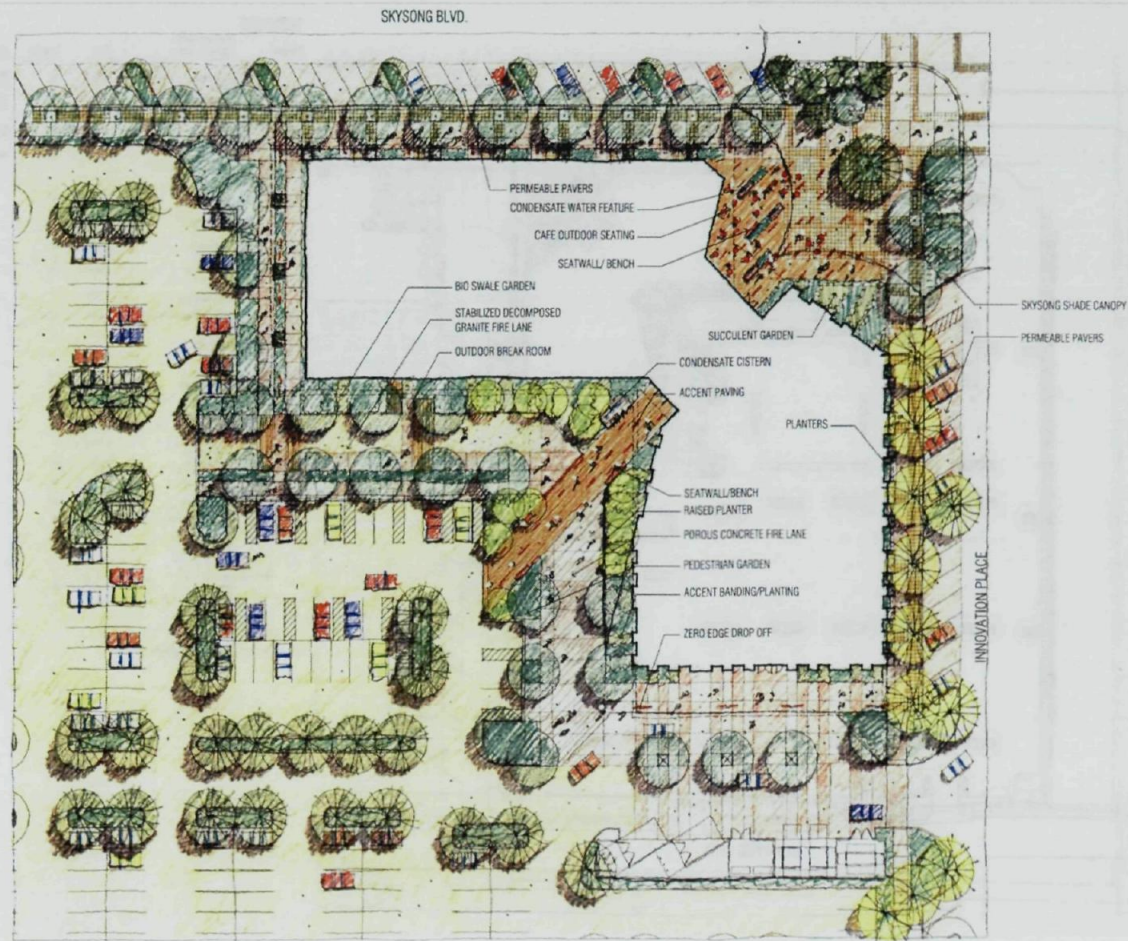 SKYSONG BLVD.
PERMEABLE PAVERS
CONDENSATE WATER FEATURE
CAFE OUTDOOR SEATING
SEATWALL/ BENCH
BIO SWALE GARDEN
STABILIZED DECOMPOSED
GRANITE FIRE LANE
OUTDOOR BREAK ROOM
SUCCULENT GARDEN
SKYSONG SHADE CANOPY
PERMEABLE PAVERS
CONDENSATE CISTERN
ACCENT PAVING
PLANTERS
SEATWALL/BENCH
RAISED PLANTER
POROUS CONCRETE FIRE LANE
PEDESTRIAN GARDEN
ACCENT BANDING/PLANTING
ZERO EDGE DROP OFF
INNOVATION PLACE